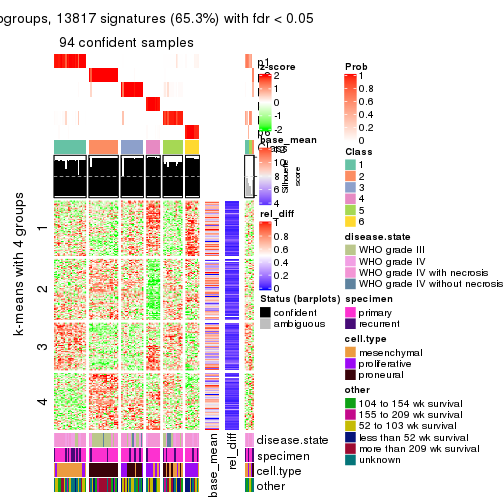 ogroups, 13817 signatures (65.3%) with fdr < 0.05
94 confident samples
k-means with 4 groups
1
2
3
4
z-score
2
1
0
-1
-2
base_mean
14
12
10
8
6
4
score
rel_diff
1
0.8
0.6
0.4
0.2
0
Status (barplots)
confident
ambiguous
Prob
1
0.8
0.6
0.4
0.2
0
Class
1
2
3
4
5
6
disease.state
WHO grade III
WHO grade IV
WHO grade IV with necrosis
WHO grade IV without necrosis
specimen
primary
recurrent
cell.type
mesenchymal
proliferative
proneural
other
104 to 154 wk survival
155 to 209 wk survival
52 to 103 wk survival
less than 52 wk survival
more than 209 wk survival
unknown
disease.state
specimen
cell.type
other
base_mean
rel_diff